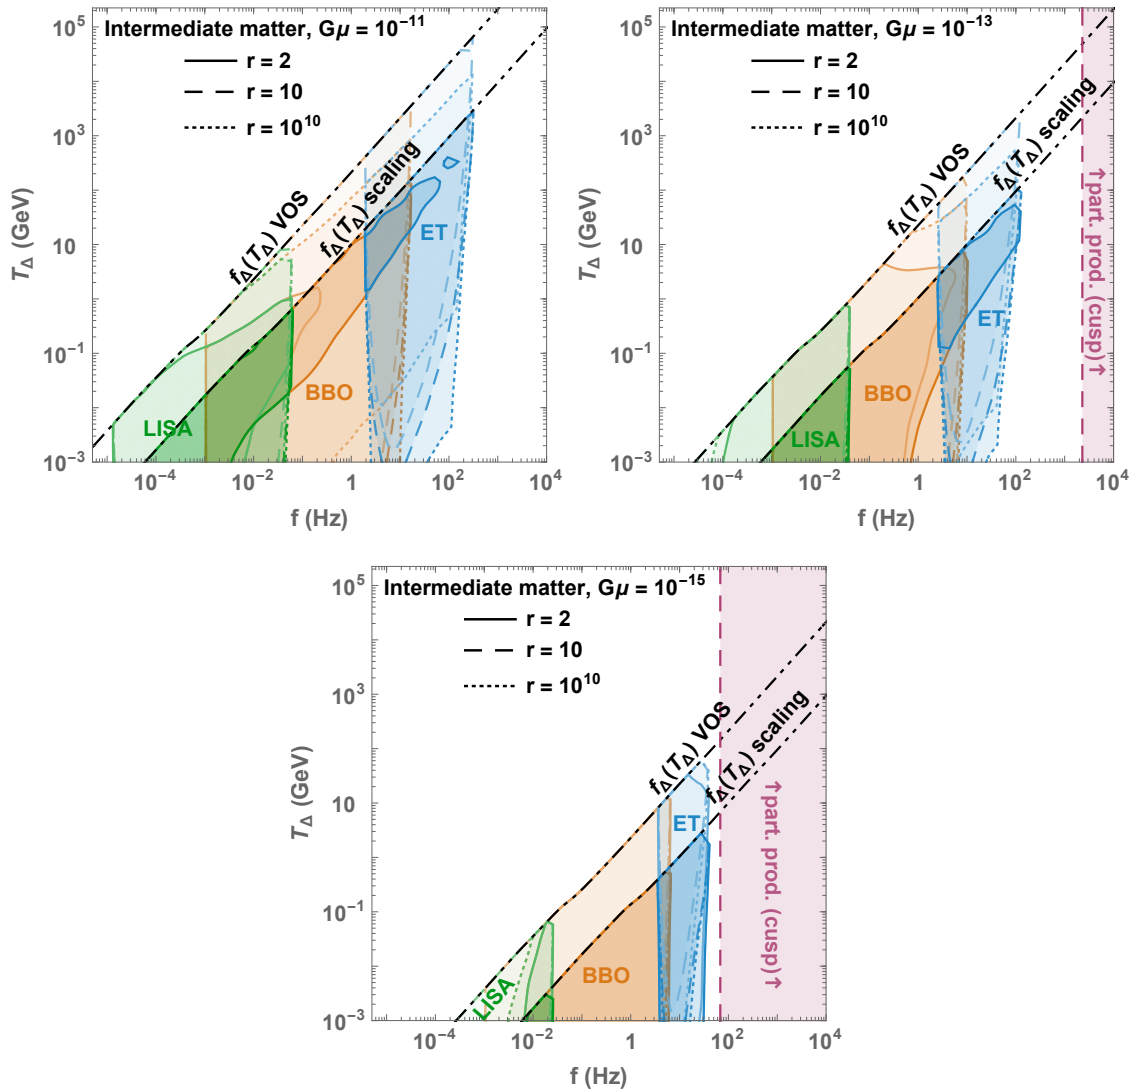 Intermediate matter, Gμ = 10⁻¹¹
r = 2
r = 10
r = 10¹⁰
f_Δ(T_Δ) VOS
f_Δ(T_Δ) scaling
ET
BBO
LISA
T_Δ (GeV)
10⁵
10³
10
10⁻¹
10⁻³
10⁻⁴
10⁻²
1
10²
10⁴
f (Hz)
Intermediate matter, Gμ = 10⁻¹³
r = 2
r = 10
r = 10¹⁰
f_Δ(T_Δ) VOS
f_Δ(T_Δ) scaling
↑part. prod. (cusp)↑
ET
BBO
LISA
T_Δ (GeV)
10⁵
10³
10
10⁻¹
10⁻³
10⁻⁴
10⁻²
1
10²
10⁴
f (Hz)
Intermediate matter, Gμ = 10⁻¹⁵
r = 2
r = 10
r = 10¹⁰
f_Δ(T_Δ) VOS
f_Δ(T_Δ) scaling
↑part. prod. (cusp)↑
ET
BBO
LISA
T_Δ (GeV)
10⁵
10³
10
10⁻¹
10⁻³
10⁻⁴
10⁻²
1
10²
10⁴
f (Hz)